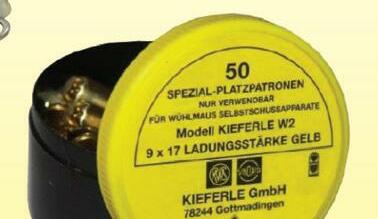 50
SPEZIAL-PLATZPATRONEN
NUR VERWENDBAR
FÜR WÜHLMAUS SELBSTSCHUSSAPPARATE
Modell KIEFERLE W2
9 x 17 LADUNGSSTÄRKE GELB
KIEFERLE GmbH
78244 Gottmadingen